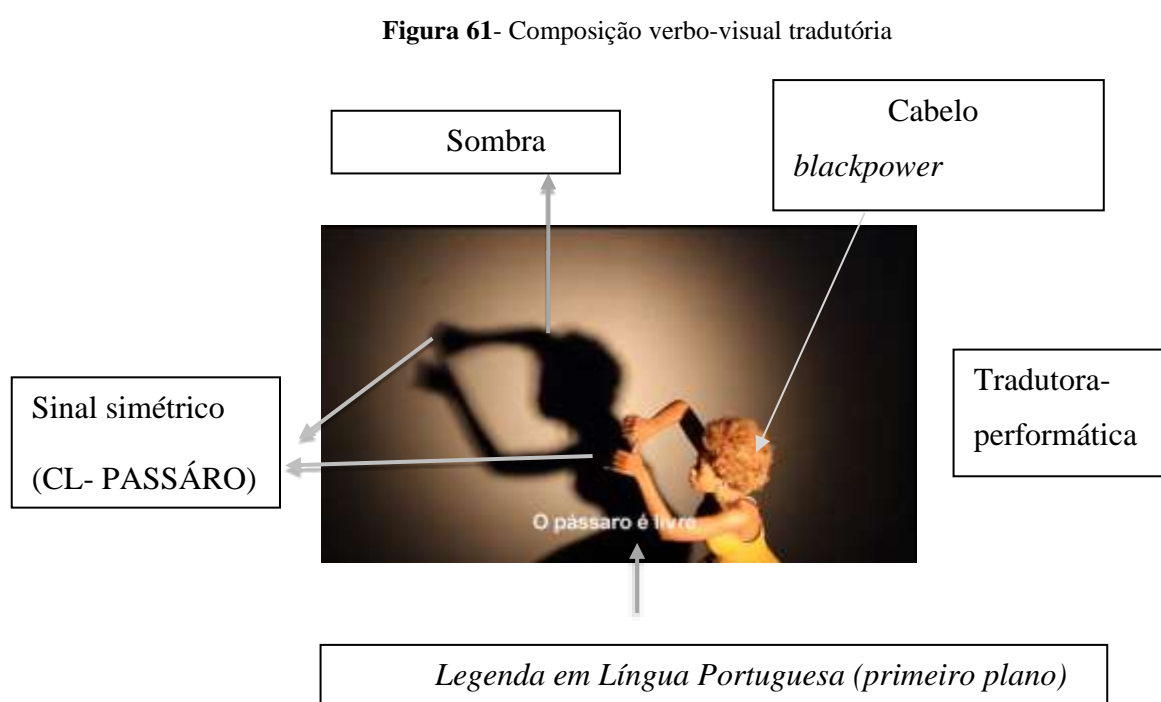 Figura 61- Composição verbo-visual tradutória
Sombra
Cabelo
blackpower
Sinal simétrico
(CL- PASSÁRO)
Tradutora-
performática
O pássaro é livre
Legenda em Língua Portuguesa (primeiro plano)